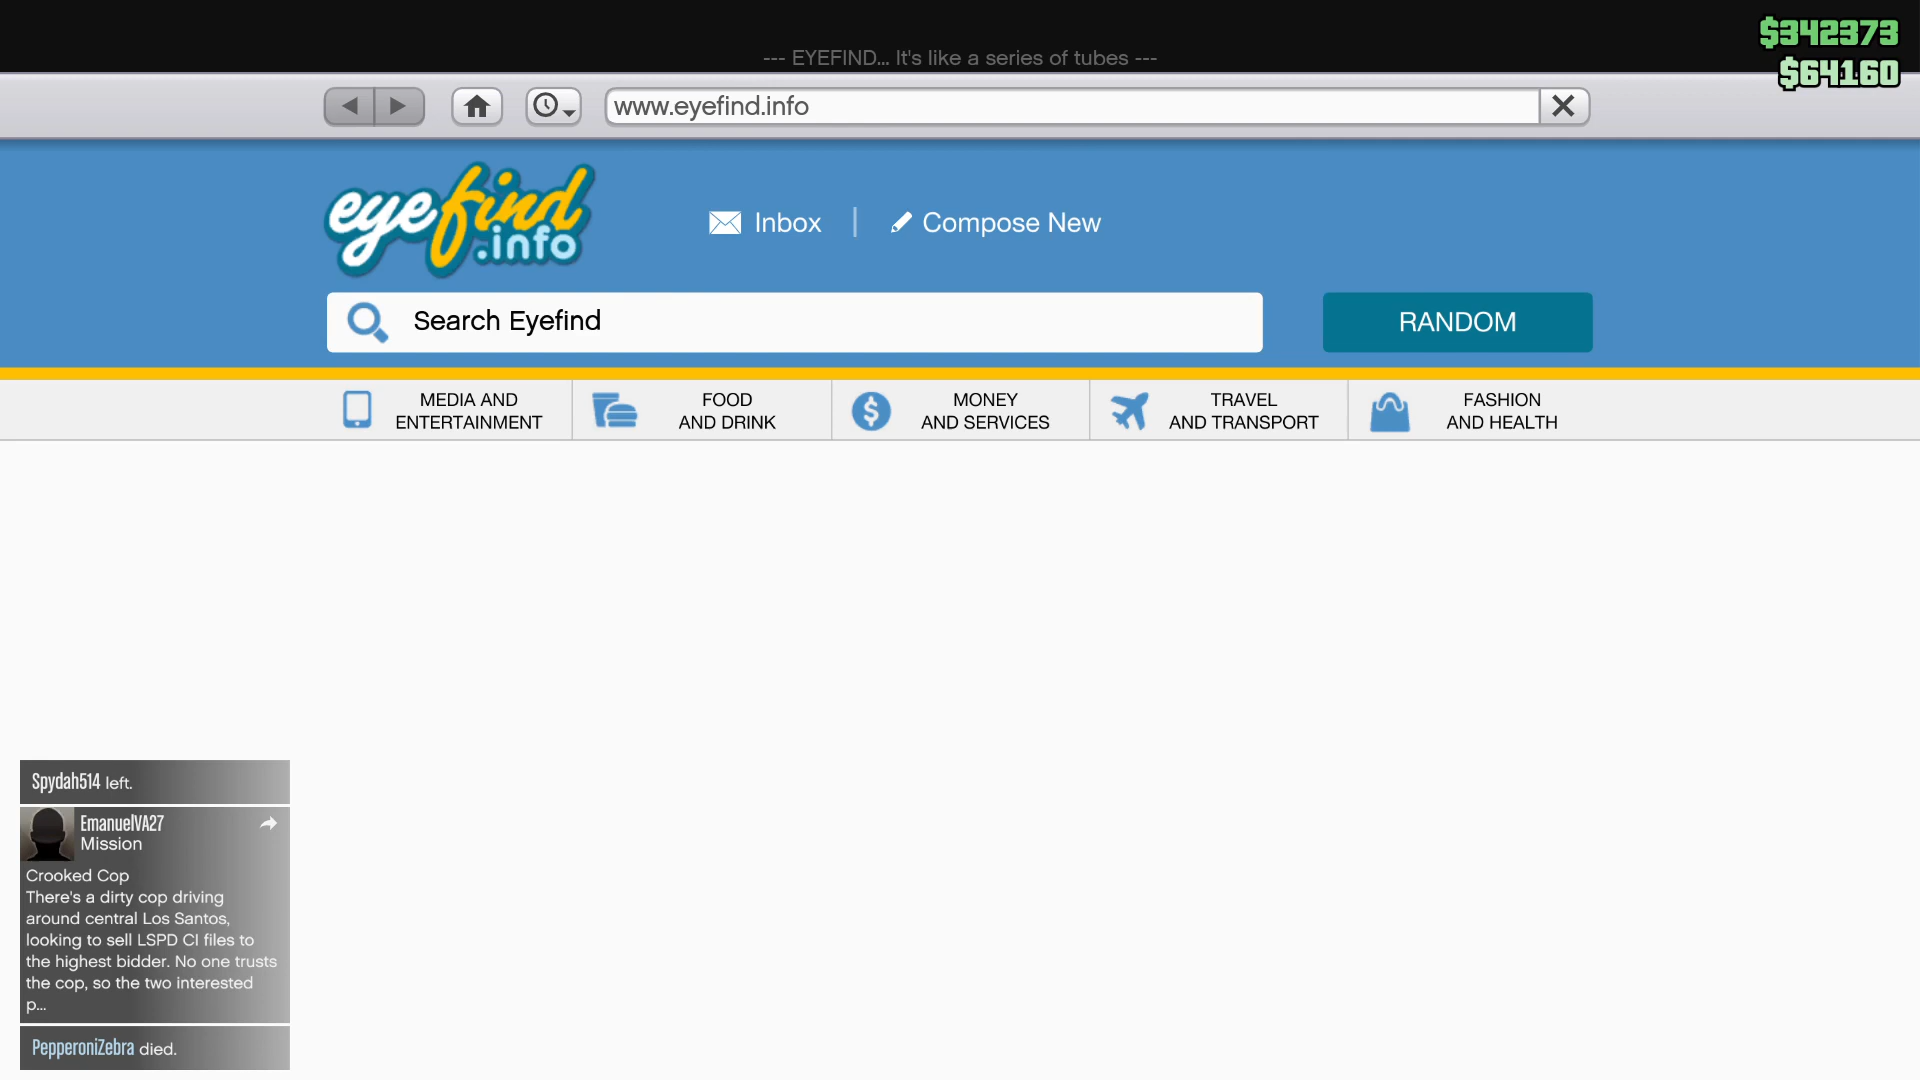 $342373
--- EYEFIND... It's like a series of tubes ---
$64160
www.eyefind.info
eyefind
.info
Inbox
Compose New
Search Eyefind
RANDOM
MEDIA AND
ENTERTAINMENT
FOOD
AND DRINK
MONEY
AND SERVICES
TRAVEL
AND TRANSPORT
FASHION
AND HEALTH
Spydah514 left.
EmanuelVA27
Mission
Crooked Cop
There's a dirty cop driving
around central Los Santos,
looking to sell LSPD CI files to
the highest bidder. No one trusts
the cop, so the two interested
p...
PepperoniZebra died.